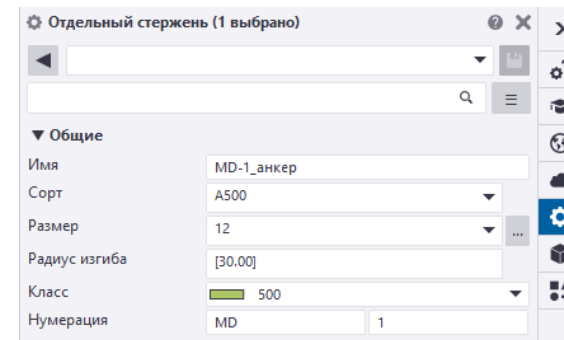 Отдельный стержень (1 выбрано)
Общие
Имя MD-1_анкер
Сорт A500
Размер 12 ...
Радиус изгиба [30.00]
Класс 500
Нумерация MD 1